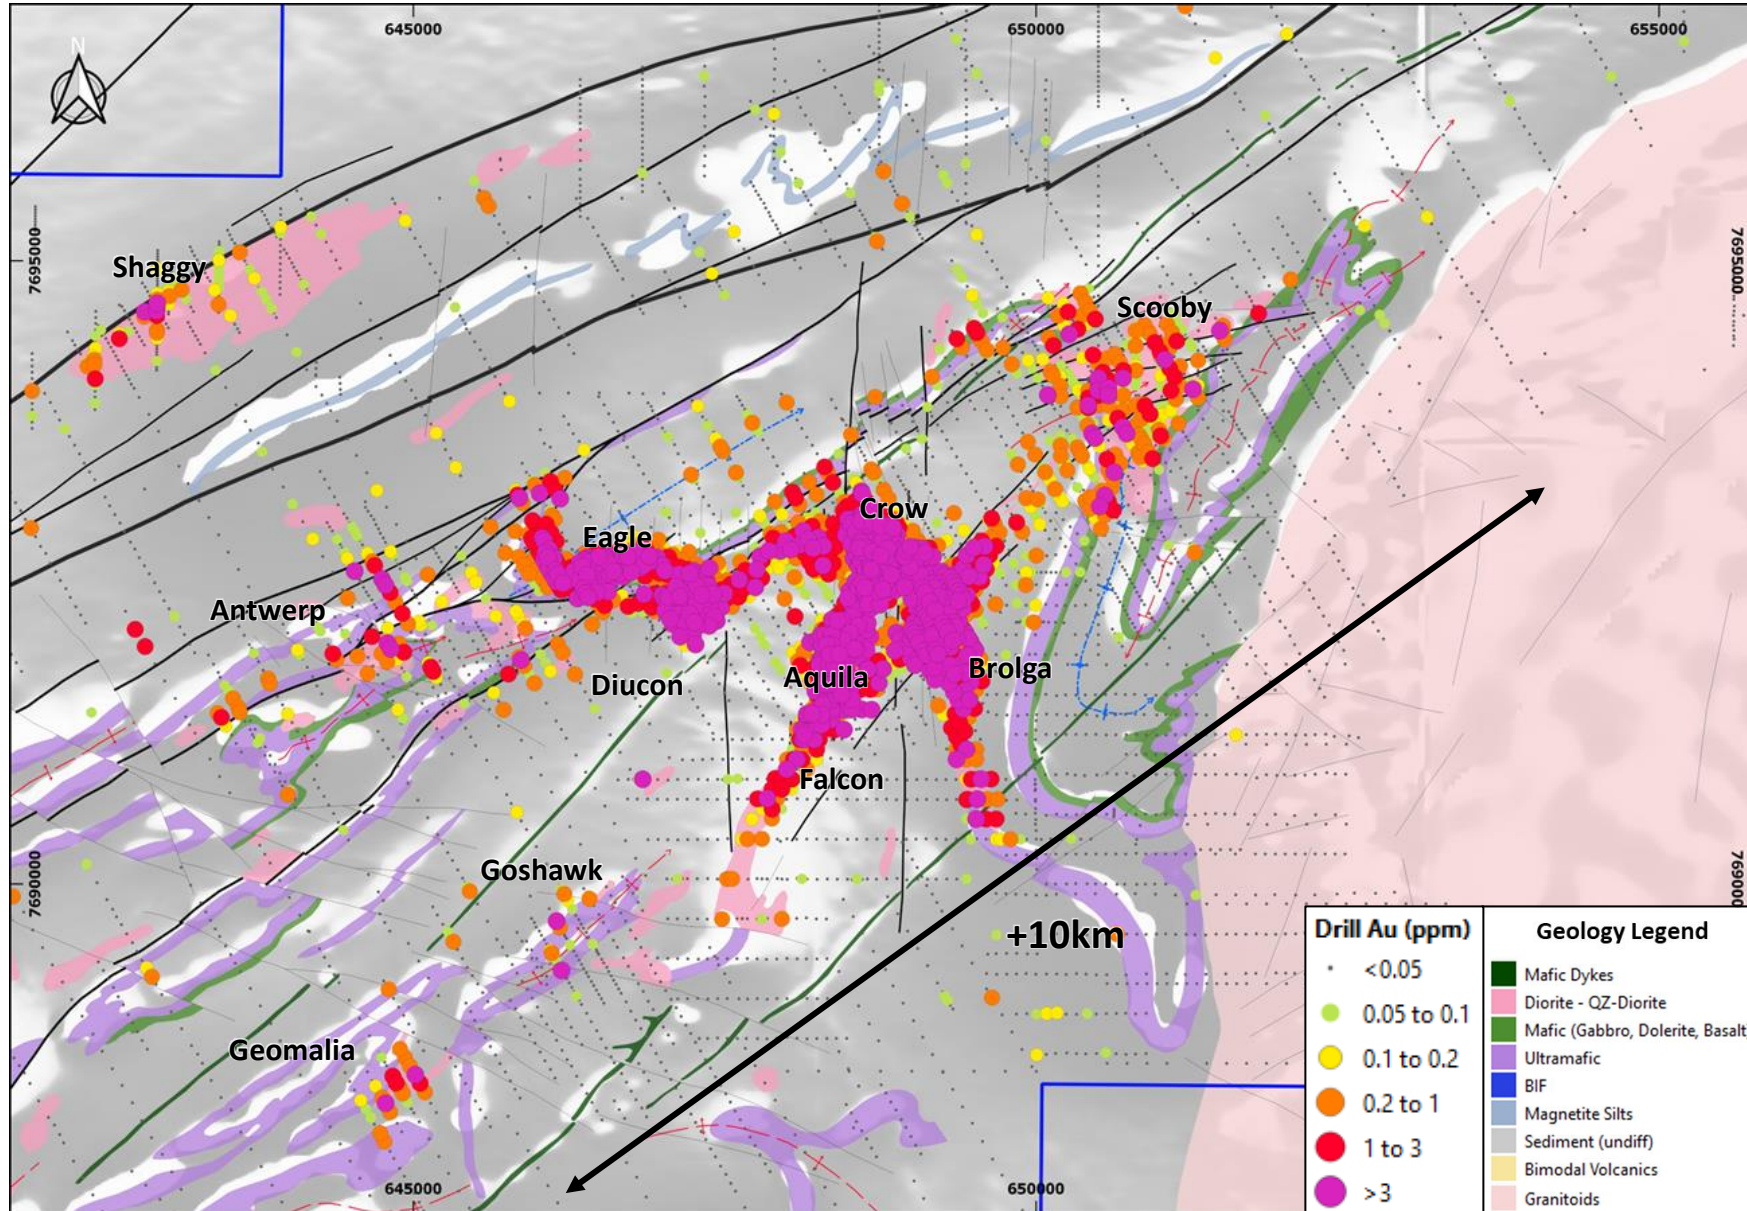 645000
650000
655000
N
7695000
7695000
Shaggy
Scooby
Crow
Eagle
Antwerp
Diucon
Aquila
Brolga
Falcon
Goshawk
7690000
769000
+10km
Geomalia
645000
650000
Drill Au (ppm)
<0.05
0.05 to 0.1
0.1 to 0.2
0.2 to 1
1 to 3
>3
Geology Legend
Mafic Dykes
Diorite - QZ-Diorite
Mafic (Gabbro, Dolerite, Basalt
Ultramafic
BIF
Magnetite Silts
Sediment (undiff)
Bimodal Volcanics
Granitoids